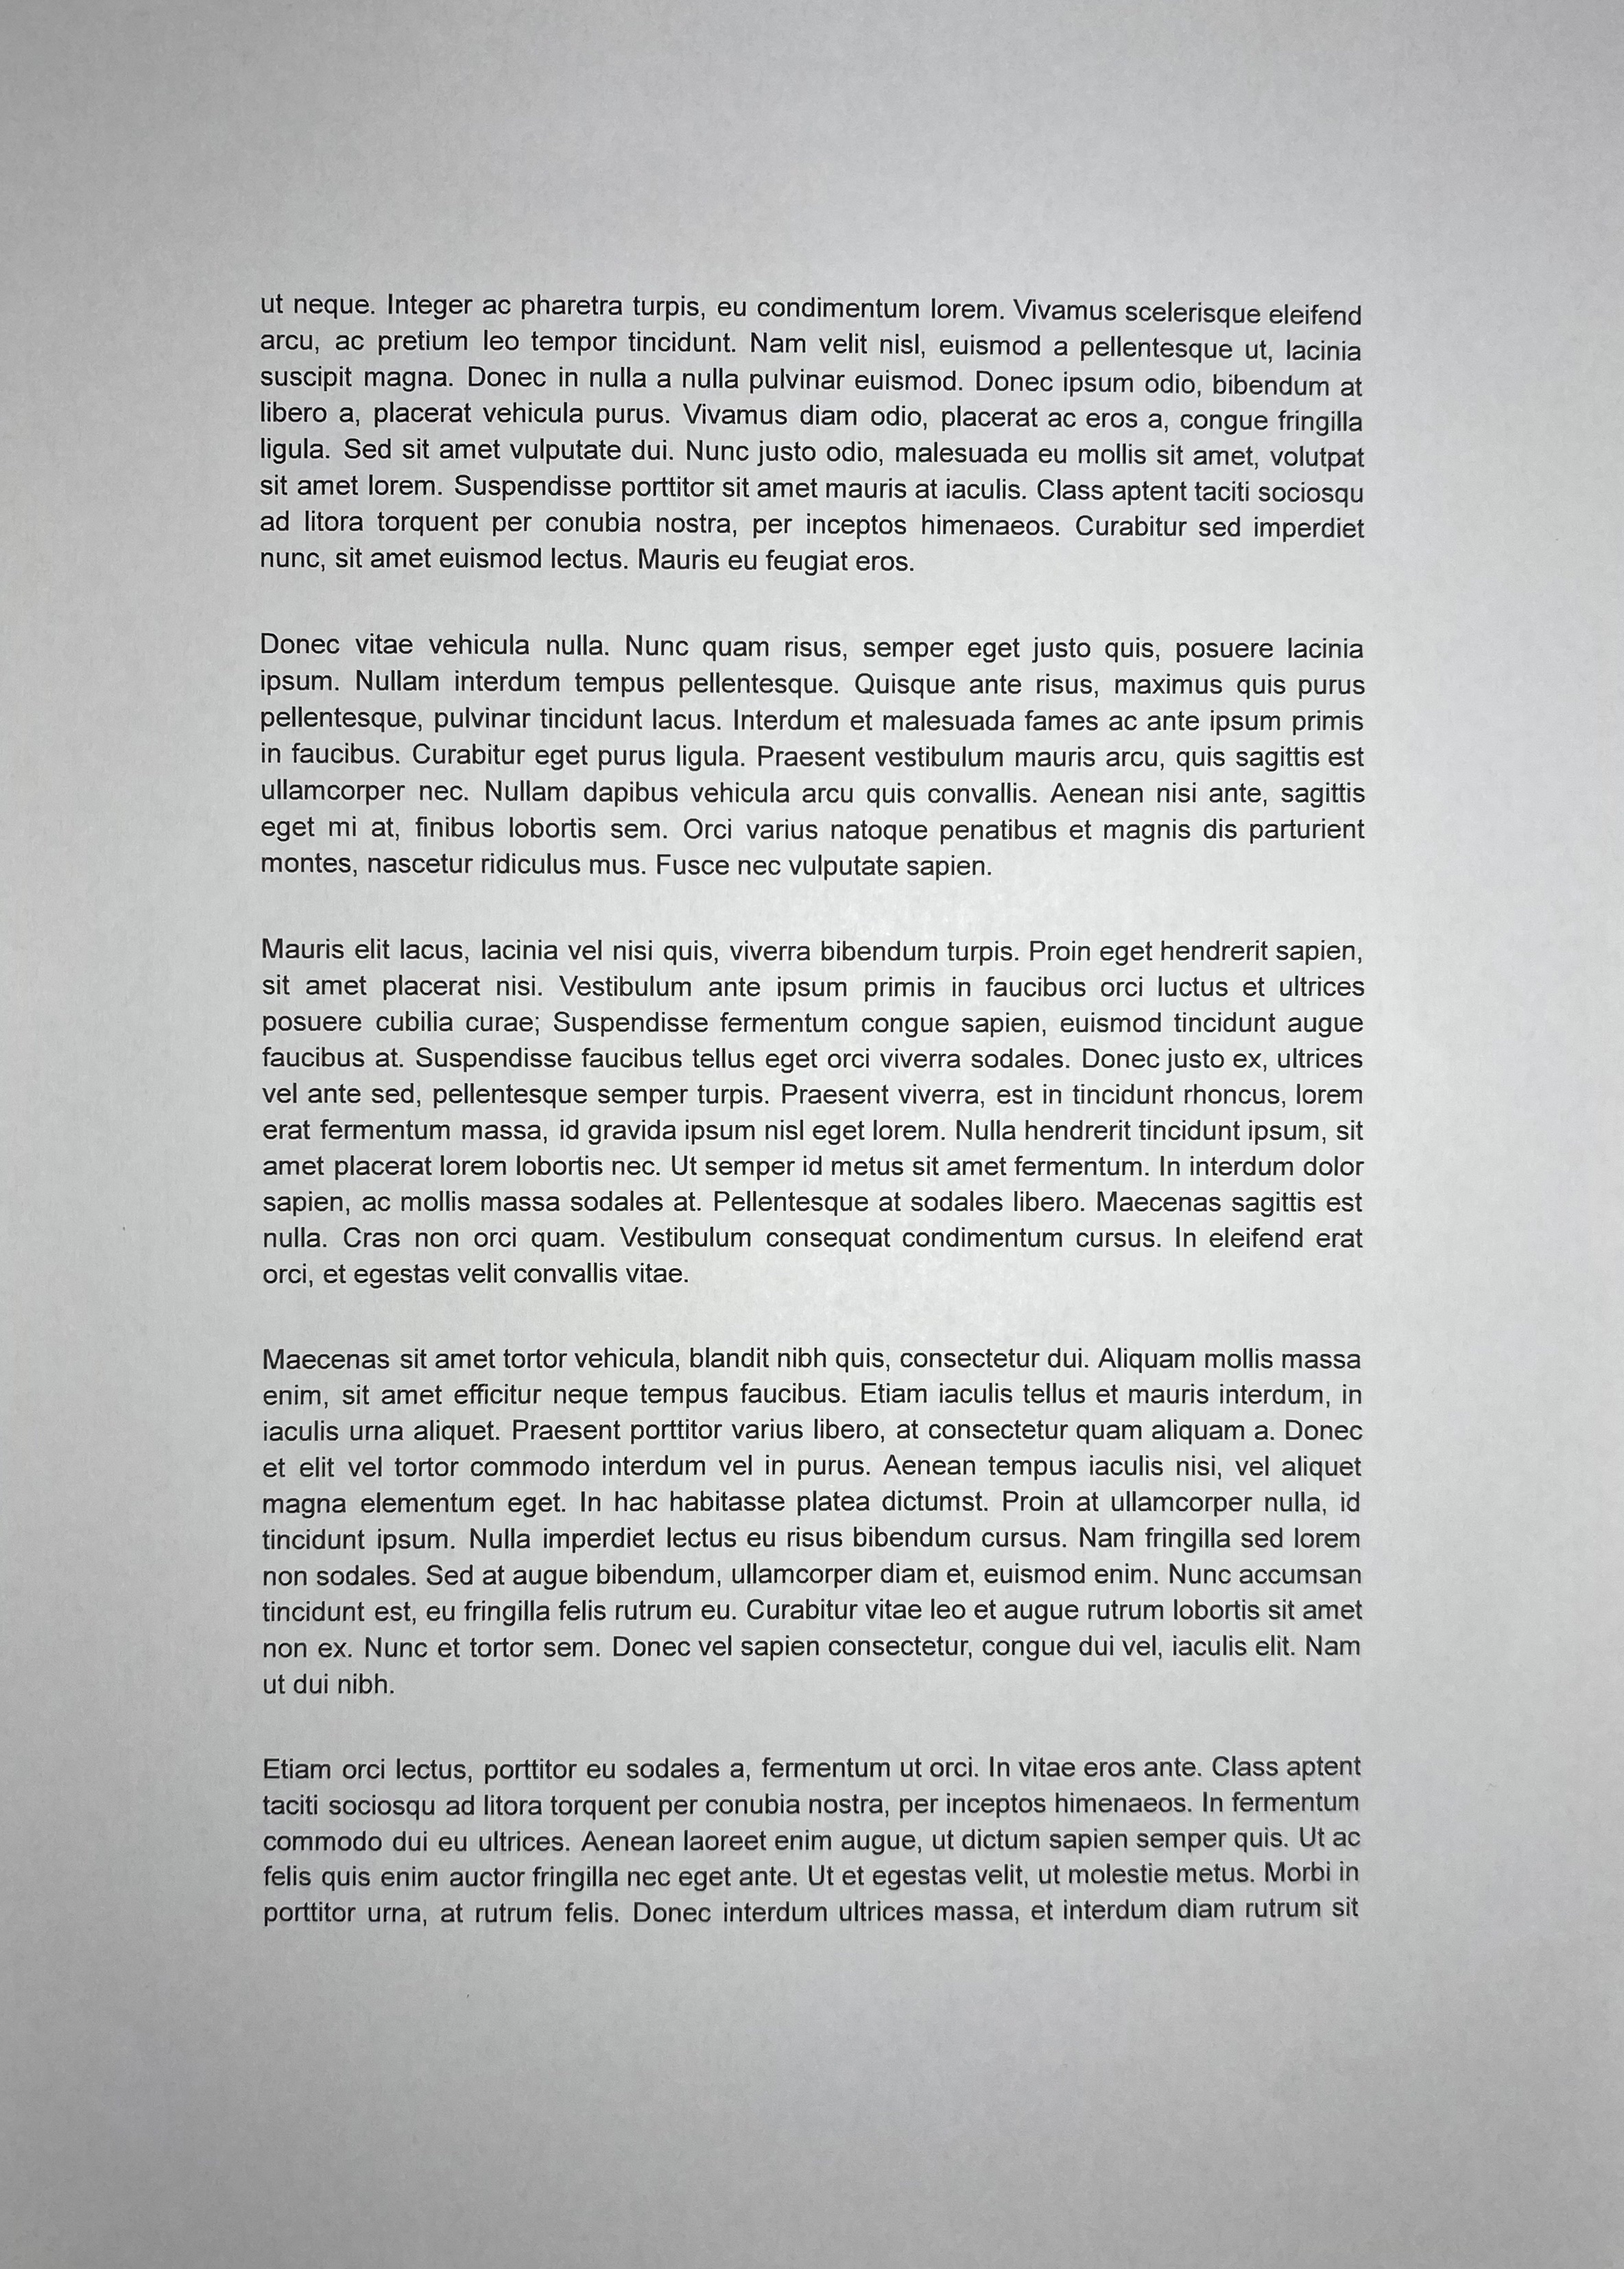 ut neque. Integer ac pharetra turpis, eu condimentum lorem. Vivamus scelerisque eleifend
arcu, ac pretium leo tempor tincidunt. Nam velit nisl, euismod a pellentesque ut, lacinia
suscipit magna. Donec in nulla a nulla pulvinar euismod. Donec ipsum odio, bibendum at
libero a, placerat vehicula purus. Vivamus diam odio, placerat ac eros a, congue fringilla
ligula. Sed sit amet vulputate dui. Nunc justo odio, malesuada eu mollis sit amet, volutpat
sit amet lorem. Suspendisse porttitor sit amet mauris at iaculis. Class aptent taciti sociosqu
ad litora torquent per conubia nostra, per inceptos himenaeos. Curabitur sed imperdiet
nunc, sit amet euismod lectus. Mauris eu feugiat eros.

Donec vitae vehicula nulla. Nunc quam risus, semper eget justo quis, posuere lacinia
ipsum. Nullam interdum tempus pellentesque. Quisque ante risus, maximus quis purus
pellentesque, pulvinar tincidunt lacus. Interdum et malesuada fames ac ante ipsum primis
in faucibus. Curabitur eget purus ligula. Praesent vestibulum mauris arcu, quis sagittis est
ullamcorper nec. Nullam dapibus vehicula arcu quis convallis. Aenean nisi ante, sagittis
eget mi at, finibus lobortis sem. Orci varius natoque penatibus et magnis dis parturient
montes, nascetur ridiculus mus. Fusce nec vulputate sapien.

Mauris elit lacus, lacinia vel nisi quis, viverra bibendum turpis. Proin eget hendrerit sapien,
sit amet placerat nisi. Vestibulum ante ipsum primis in faucibus orci luctus et ultrices
posuere cubilia curae; Suspendisse fermentum congue sapien, euismod tincidunt augue
faucibus at. Suspendisse faucibus tellus eget orci viverra sodales. Donec justo ex, ultrices
vel ante sed, pellentesque semper turpis. Praesent viverra, est in tincidunt rhoncus, lorem
erat fermentum massa, id gravida ipsum nisl eget lorem. Nulla hendrerit tincidunt ipsum, sit
amet placerat lorem lobortis nec. Ut semper id metus sit amet fermentum. In interdum dolor
sapien, ac mollis massa sodales at. Pellentesque at sodales libero. Maecenas sagittis est
nulla. Cras non orci quam. Vestibulum consequat condimentum cursus. In eleifend erat
orci, et egestas velit convallis vitae.

Maecenas sit amet tortor vehicula, blandit nibh quis, consectetur dui. Aliquam mollis massa
enim, sit amet efficitur neque tempus faucibus. Etiam iaculis tellus et mauris interdum, in
iaculis urna aliquet. Praesent porttitor varius libero, at consectetur quam aliquam a. Donec
et elit vel tortor commodo interdum vel in purus. Aenean tempus iaculis nisi, vel aliquet
magna elementum eget. In hac habitasse platea dictumst. Proin at ullamcorper nulla, id
tincidunt ipsum. Nulla imperdiet lectus eu risus bibendum cursus. Nam fringilla sed lorem
non sodales. Sed at augue bibendum, ullamcorper diam et, euismod enim. Nunc accumsan
tincidunt est, eu fringilla felis rutrum eu. Curabitur vitae leo et augue rutrum lobortis sit amet
non ex. Nunc et tortor sem. Donec vel sapien consectetur, congue dui vel, iaculis elit. Nam
ut dui nibh.

Etiam orci lectus, porttitor eu sodales a, fermentum ut orci. In vitae eros ante. Class aptent
taciti sociosqu ad litora torquent per conubia nostra, per inceptos himenaeos. In fermentum
commodo dui eu ultrices. Aenean laoreet enim augue, ut dictum sapien semper quis. Ut ac
felis quis enim auctor fringilla nec eget ante. Ut et egestas velit, ut molestie metus. Morbi in
porttitor urna, at rutrum felis. Donec interdum ultrices massa, et interdum diam rutrum sit